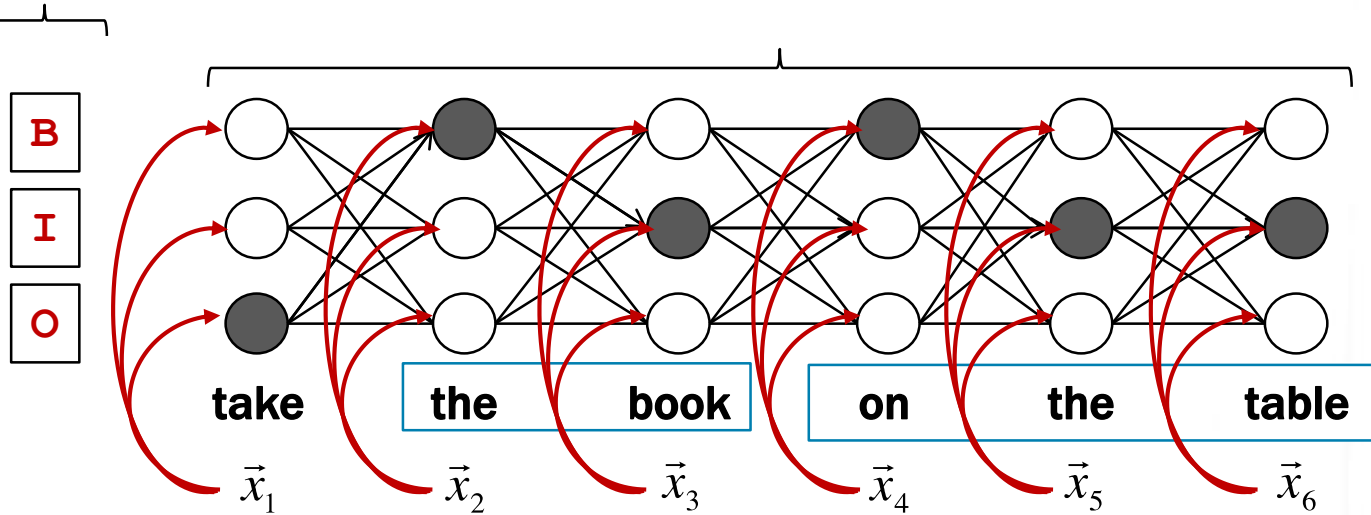 B
I
O
take the book on the table
x⃗₁ x⃗₂ x⃗₃ x⃗₄ x⃗₅ x⃗₆